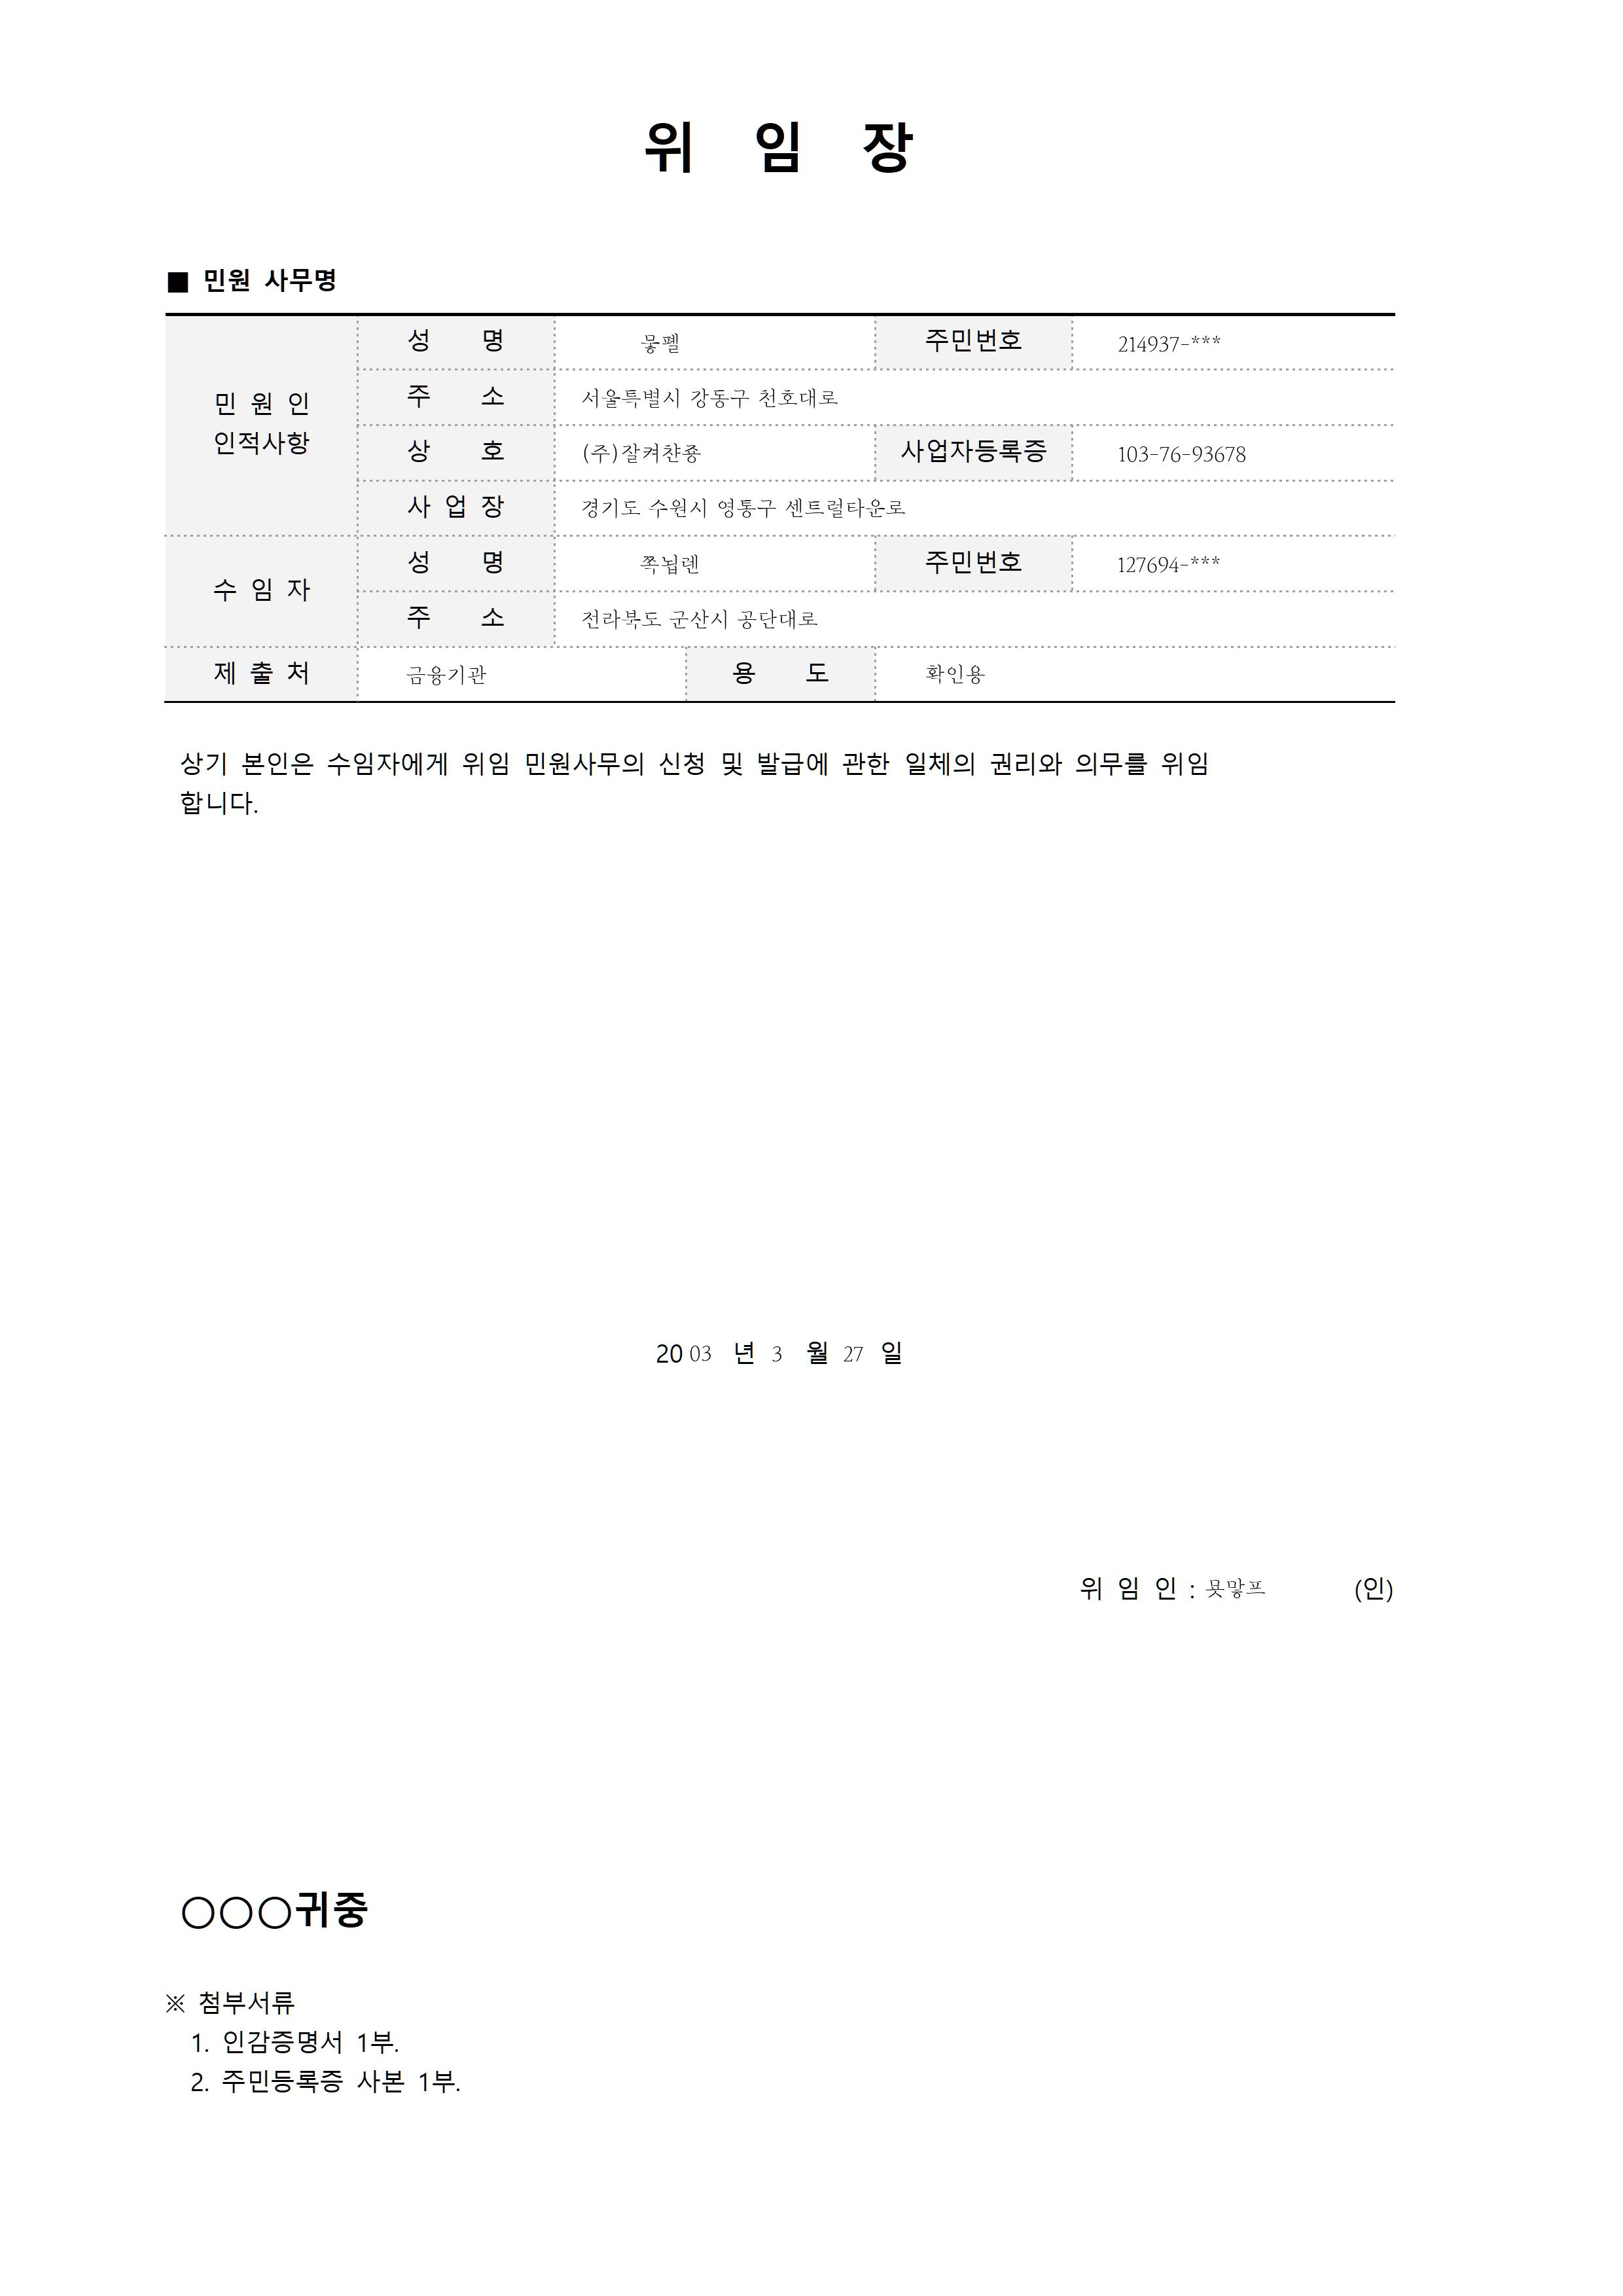 위 임 장
■ 민원 사무명
성 명 뭏폘 주민번호 214937-***
민 원 인
인적사항
주 소 서울특별시 강동구 천호대로
상 호 (주)잘켜챤죵 사업자등록증 103-76-93678
사 업 장 경기도 수원시 영통구 센트럴타운로
수 임 자
성 명 쪽뇝렌 주민번호 127694-***
주 소 전라북도 군산시 공단대로
제 출 처 금융기관 용 도 확인용
상기 본인은 수임자에게 위임 민원사무의 신청 및 발급에 관한 일체의 권리와 의무를 위임
합니다.
20 03 년 3 월 27 일
위 임 인 : 묫맣프 (인)
○○○귀중
※ 첨부서류
1. 인감증명서 1부.
2. 주민등록증 사본 1부.